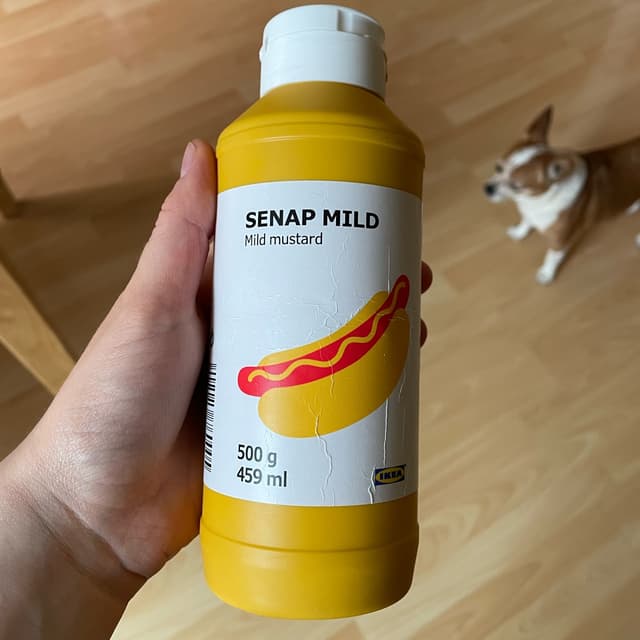 SENAP MILD
Mild mustard
500 g
459 ml
IKEA